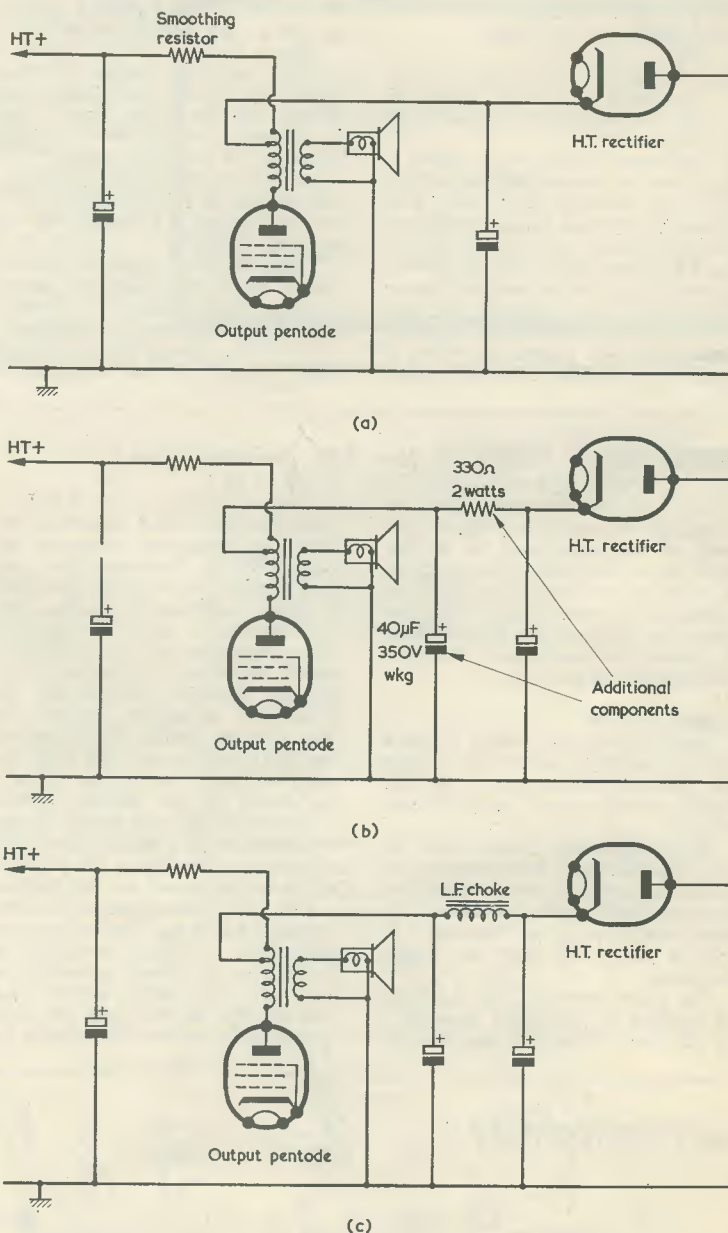 Smoothing
resistor
HT+
H.T. rectifier
+
+
Output pentode
(a)
HT+
330Ω
2 watts
H.T. rectifier
+
40μF
350V
wkg
+
+
Additional
components
Output pentode
(b)
HT+
L.F. choke
H.T. rectifier
+
+
+
Output pentode
(c)